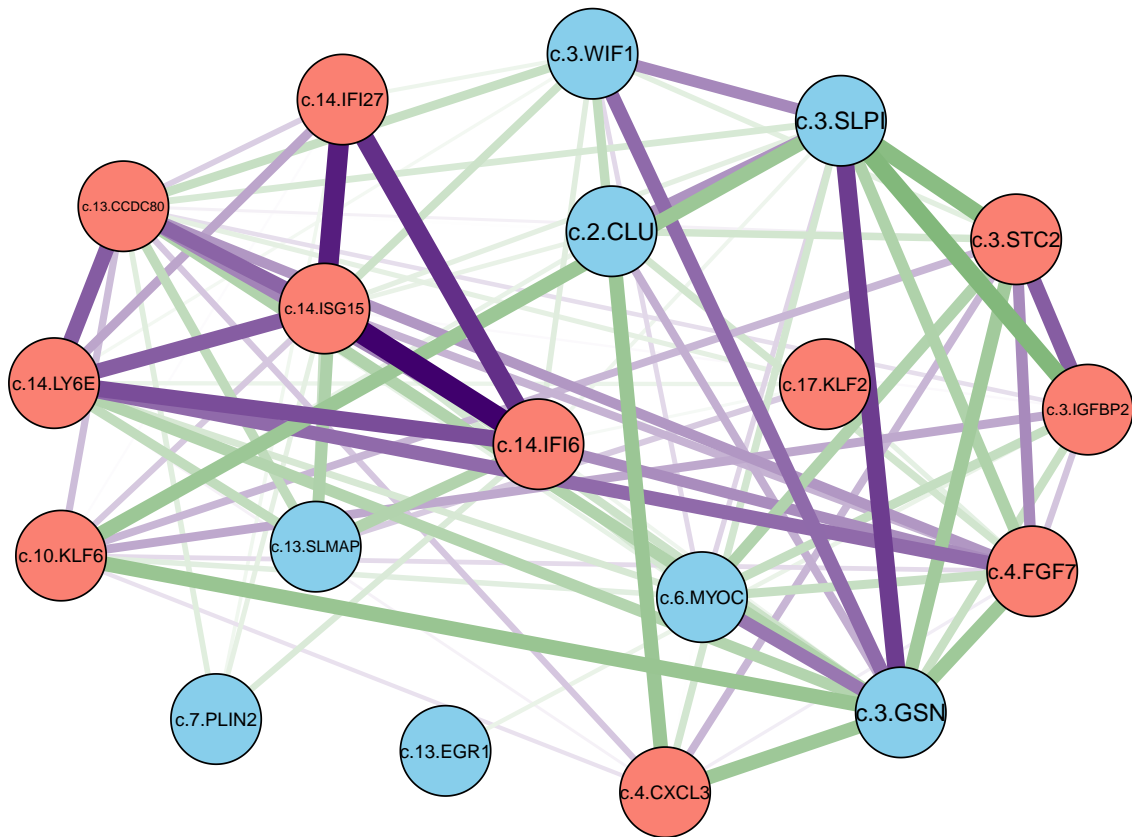 c.3.WIF1
c.14.IFI27
c.3.SLPI
c.13.CCDC80
c.2.CLU
c.3.STC2
c.14.ISG15
c.14.LY6E
c.17.KLF2
c.3.IGFBP2
c.14.IFI6
c.10.KLF6
c.13.SLMAP
c.4.FGF7
c.6.MYOC
c.3.GSN
c.7.PLIN2
c.13.EGR1
c.4.CXCL3